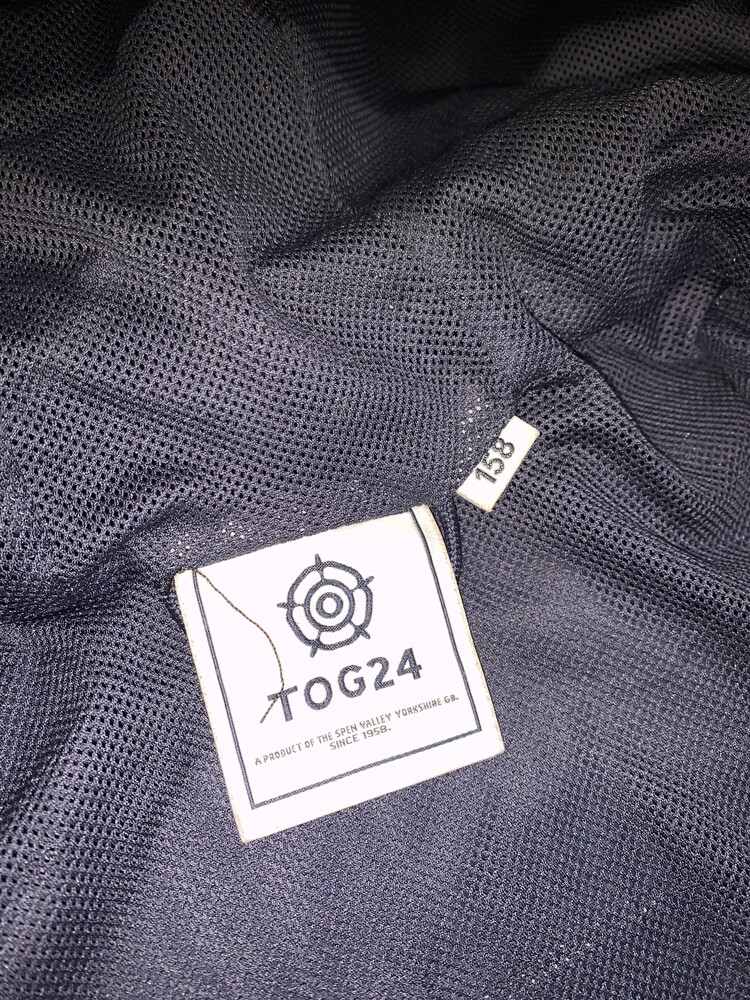 158
TOG24
A PRODUCT OF THE SPEN VALLEY YORKSHIRE GB.
SINCE 1958.